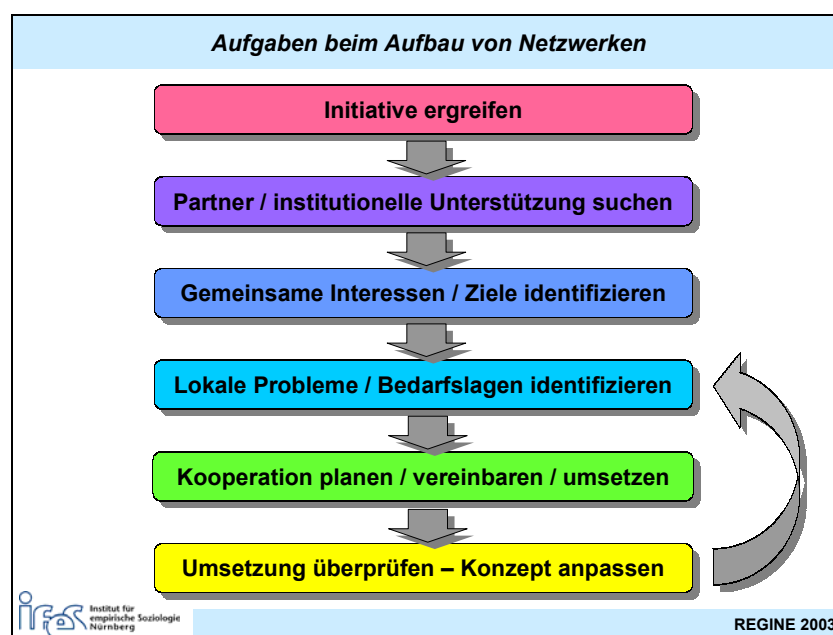 Aufgaben beim Aufbau von Netzwerken
Initiative ergreifen
Partner / institutionelle Unterstützung suchen
Gemeinsame Interessen / Ziele identifizieren
Lokale Probleme / Bedarfslagen identifizieren
Kooperation planen / vereinbaren / umsetzen
Umsetzung überprüfen – Konzept anpassen
ifes
Institut für
empirische Soziologie
Nürnberg
REGINE 2003